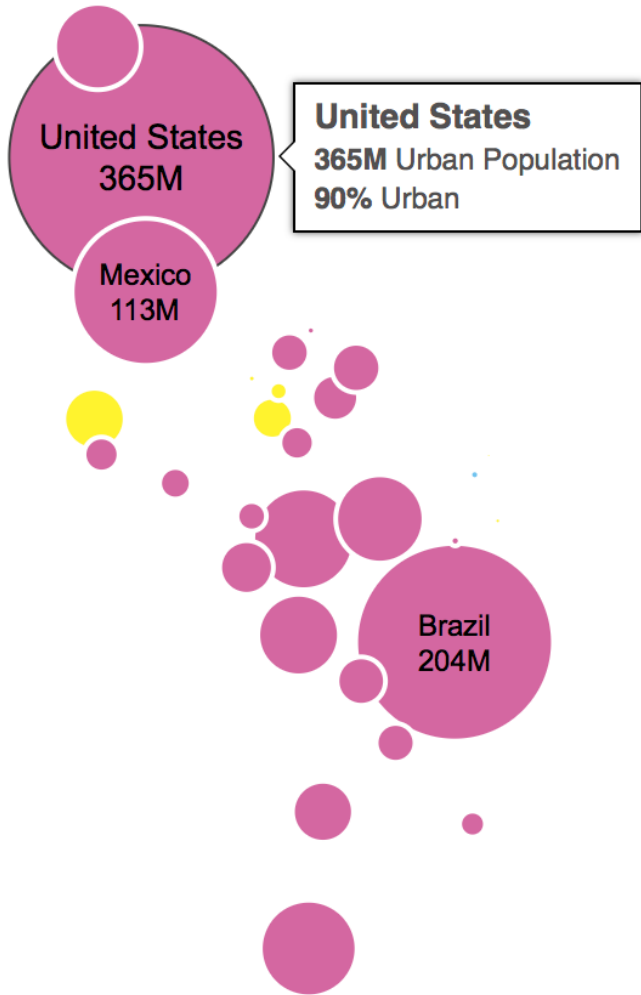 United States
365M
United States
365M Urban Population
90% Urban
Mexico
113M
Brazil
204M